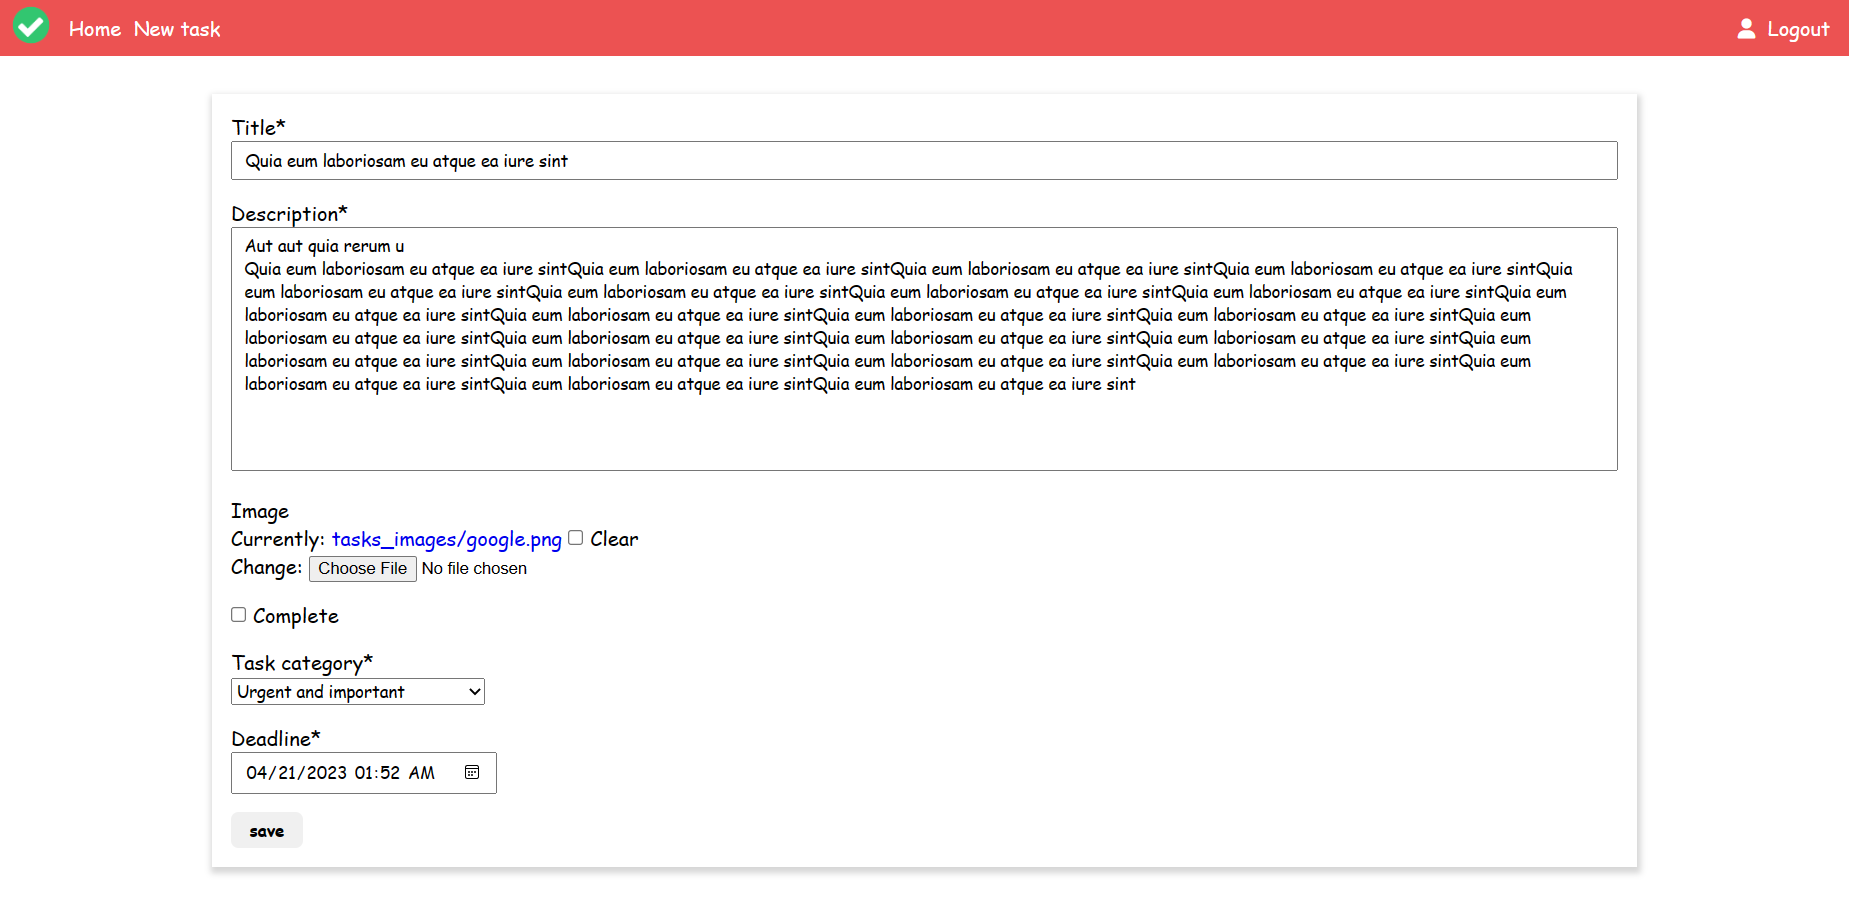 Home New task Logout
Title*
Quia eum laboriosam eu atque ea iure sint
Description*
Aut aut quia rerum u
Quia eum laboriosam eu atque ea iure sintQuia eum laboriosam eu atque ea iure sintQuia eum laboriosam eu atque ea iure sintQuia eum laboriosam eu atque ea iure sintQuia
eum laboriosam eu atque ea iure sintQuia eum laboriosam eu atque ea iure sintQuia eum laboriosam eu atque ea iure sintQuia eum laboriosam eu atque ea iure sintQuia eum
laboriosam eu atque ea iure sintQuia eum laboriosam eu atque ea iure sintQuia eum laboriosam eu atque ea iure sintQuia eum laboriosam eu atque ea iure sintQuia eum
laboriosam eu atque ea iure sintQuia eum laboriosam eu atque ea iure sintQuia eum laboriosam eu atque ea iure sintQuia eum laboriosam eu atque ea iure sintQuia eum
laboriosam eu atque ea iure sintQuia eum laboriosam eu atque ea iure sintQuia eum laboriosam eu atque ea iure sintQuia eum laboriosam eu atque ea iure sintQuia eum
laboriosam eu atque ea iure sintQuia eum laboriosam eu atque ea iure sintQuia eum laboriosam eu atque ea iure sint
Image
Currently: tasks_images/google.png Clear
Change: Choose File No file chosen
Complete
Task category*
Urgent and important
Deadline*
04/21/2023 01:52 AM
save